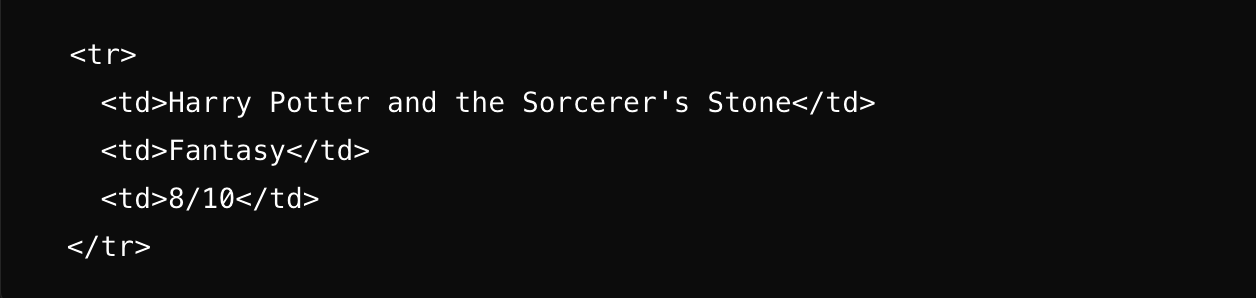 <tr>
  <td>Harry Potter and the Sorcerer's Stone</td>
  <td>Fantasy</td>
  <td>8/10</td>
</tr>